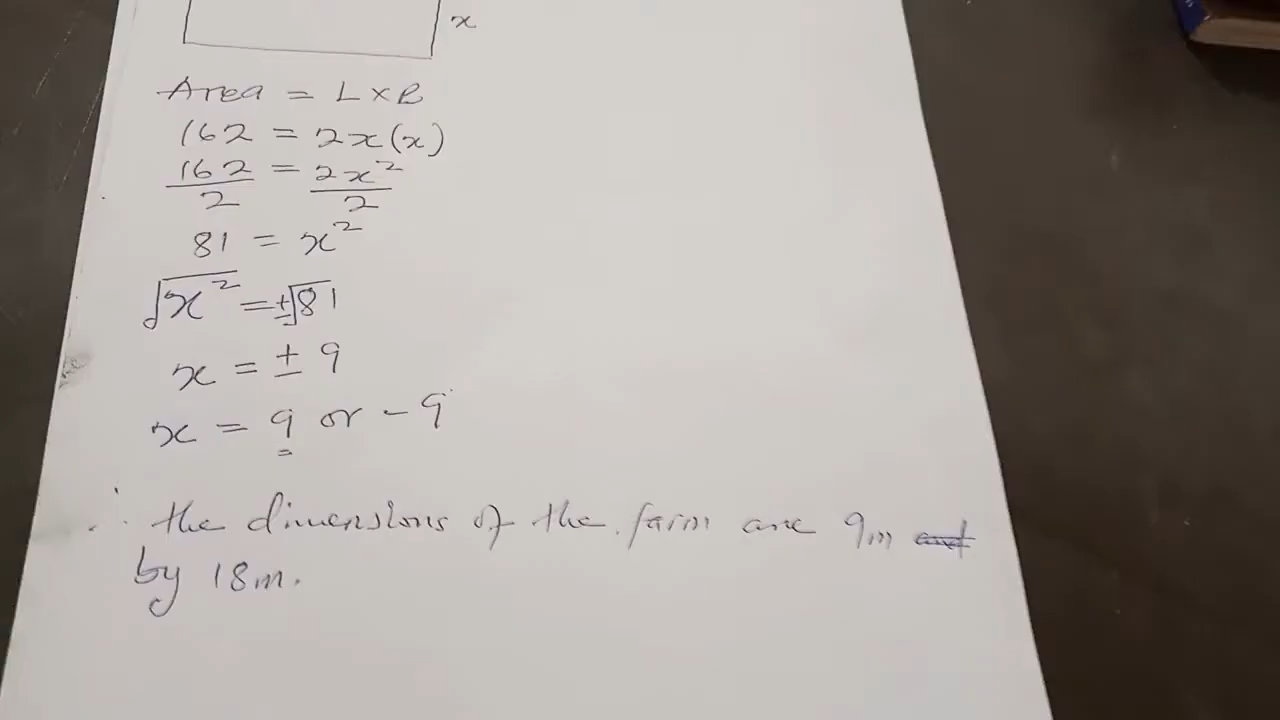 x
Area = L × B
162 = 2x(x)
162/2 = 2x²/2
81 = x²
√x² = ±√81
x = ± 9
x = 9 or - 9
∴ the dimensions of the farm are 9m and
by 18m.